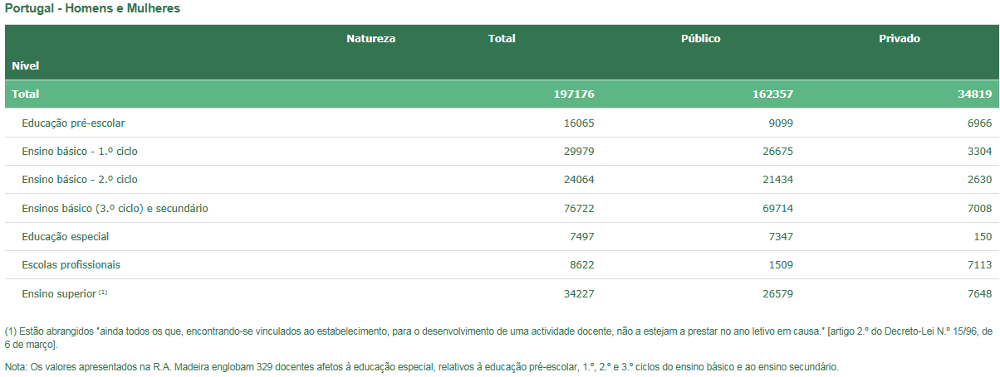 Portugal - Homens e Mulheres
Natureza Total Público Privado
Nível
Total 197176 162357 34819
Educação pré-escolar 16065 9099 6966
Ensino básico - 1.º ciclo 29979 26675 3304
Ensino básico - 2.º ciclo 24064 21434 2630
Ensinos básico (3.º ciclo) e secundário 76722 69714 7008
Educação especial 7497 7347 150
Escolas profissionais 8622 1509 7113
Ensino superior (1) 34227 26579 7648
(1) Estão abrangidos "ainda todos os que, encontrando-se vinculados ao estabelecimento, para o desenvolvimento de uma actividade docente, não a estejam a prestar no ano letivo em causa." [artigo 2.º do Decreto-Lei N.º 15/96, de
6 de março].
Nota: Os valores apresentados na R.A. Madeira englobam 329 docentes afetos à educação especial, relativos à educação pré-escolar, 1.º, 2.º e 3.º ciclos do ensino básico e ao ensino secundário.